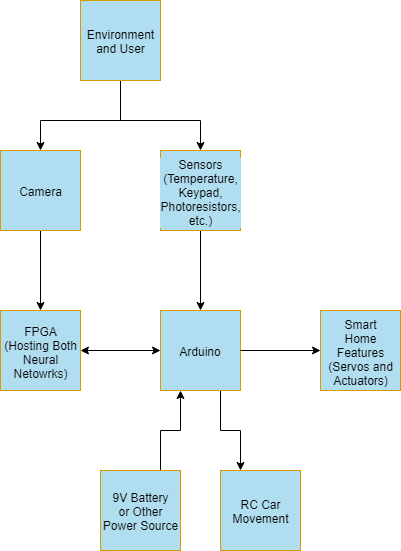 Environment
and User
Camera
Sensors
(Temperature,
Keypad,
Photoresistors,
etc.)
FPGA
(Hosting Both
Neural
Netowrks)
Arduino
Smart
Home
Features
(Servos and
Actuators)
9V Battery
or Other
Power Source
RC Car
Movement